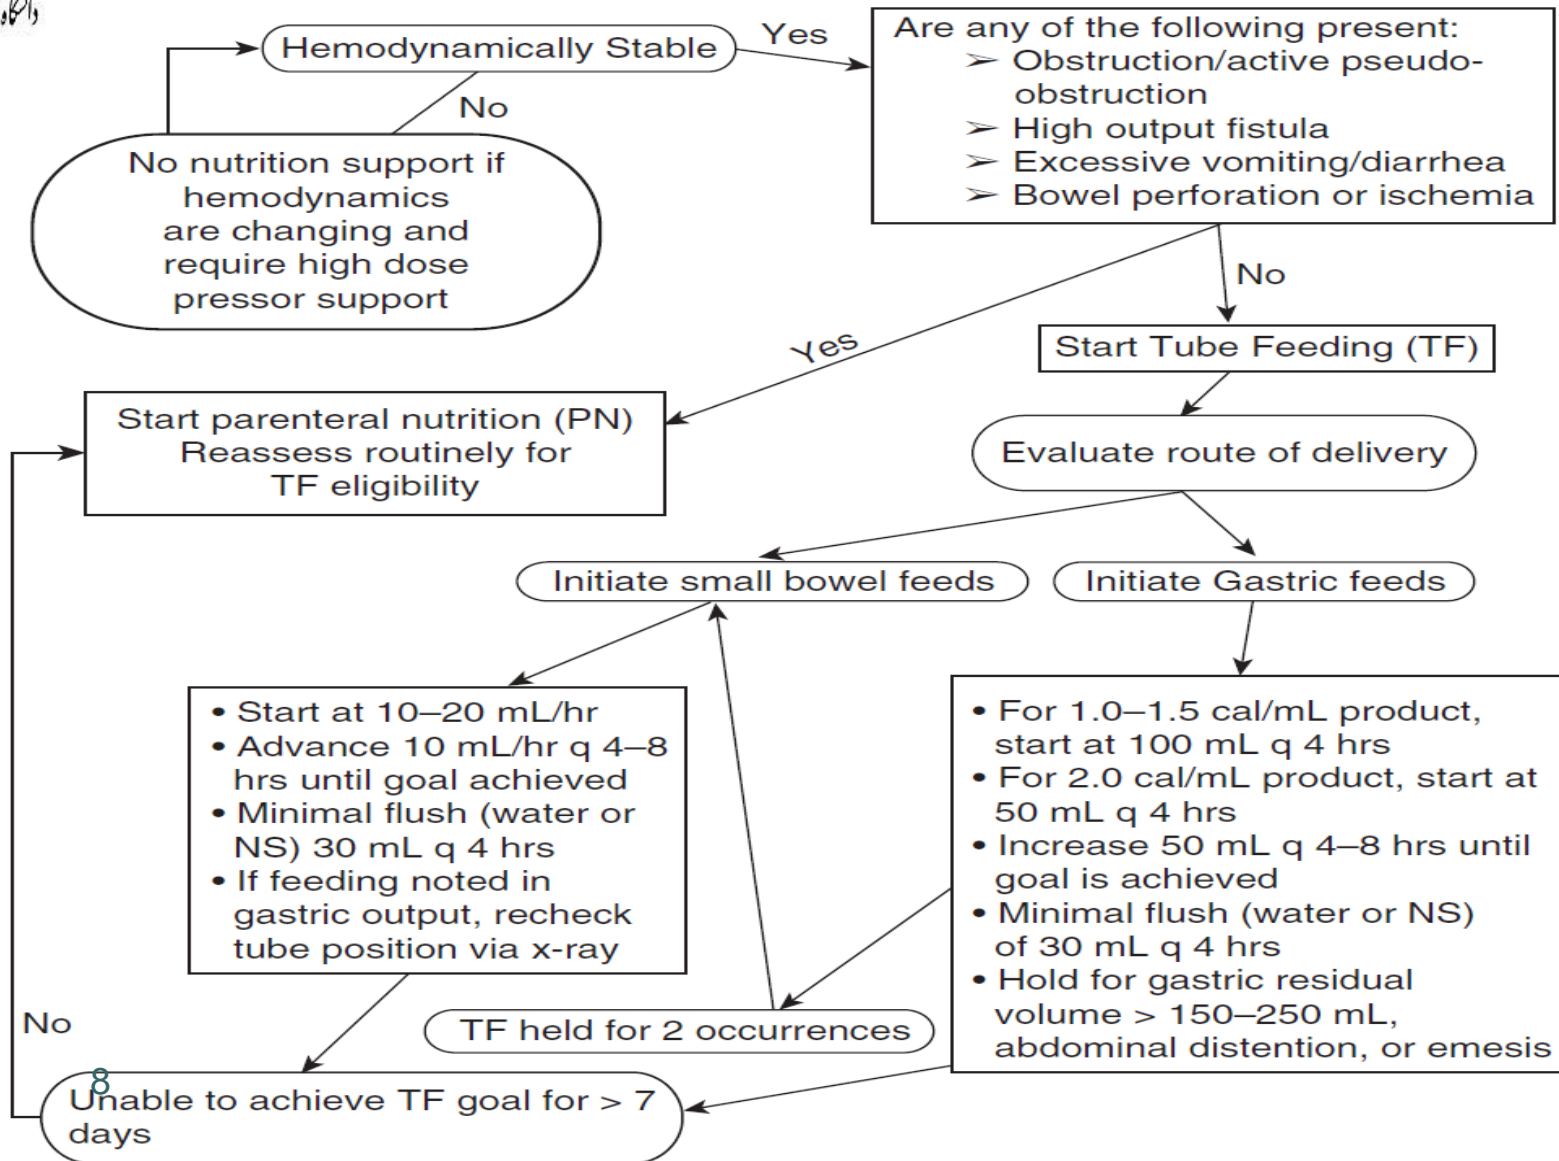 Hemodynamically Stable
Yes
No
No nutrition support if
hemodynamics
are changing and
require high dose
pressor support
Are any of the following present:
➢ Obstruction/active pseudo-
obstruction
➢ High output fistula
➢ Excessive vomiting/diarrhea
➢ Bowel perforation or ischemia
No
Yes
Start Tube Feeding (TF)
Start parenteral nutrition (PN)
Reassess routinely for
TF eligibility
Evaluate route of delivery
Initiate small bowel feeds
Initiate Gastric feeds
• Start at 10–20 mL/hr
• Advance 10 mL/hr q 4–8
hrs until goal achieved
• Minimal flush (water or
NS) 30 mL q 4 hrs
• If feeding noted in
gastric output, recheck
tube position via x-ray
• For 1.0–1.5 cal/mL product,
start at 100 mL q 4 hrs
• For 2.0 cal/mL product, start at
50 mL q 4 hrs
• Increase 50 mL q 4–8 hrs until
goal is achieved
• Minimal flush (water or NS)
of 30 mL q 4 hrs
• Hold for gastric residual
volume > 150–250 mL,
abdominal distention, or emesis
TF held for 2 occurrences
No
8
Unable to achieve TF goal for > 7
days